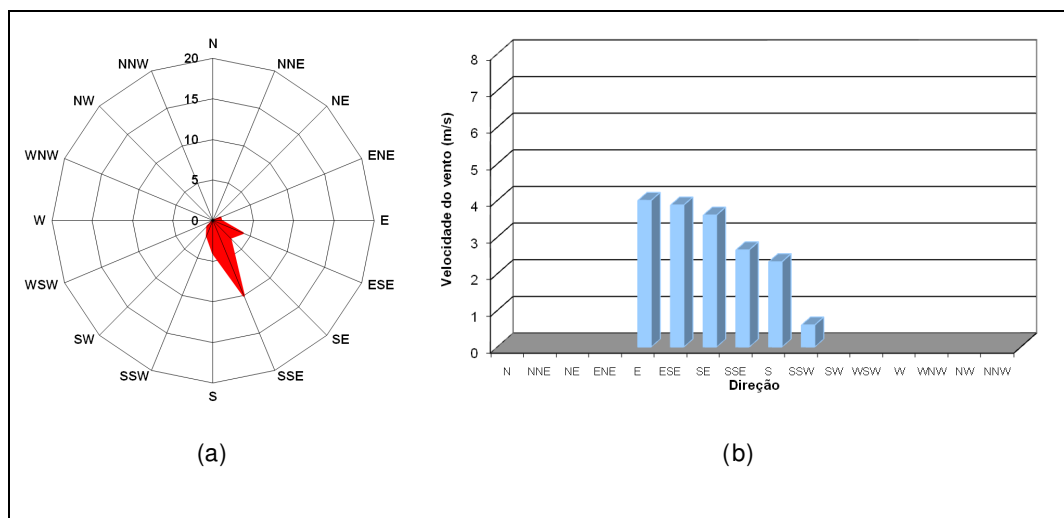 N
NNE
NE
ENE
E
ESE
SE
SSE
S
SSW
SW
WSW
W
WNW
NW
NNW
20
15
10
5
0
Velocidade do vento (m/s)
8
7
6
5
4
3
2
1
0
N NNE NE ENE E ESE SE SSE S SSW SW WSW W WNW NW NNW
Direção
(a) (b)